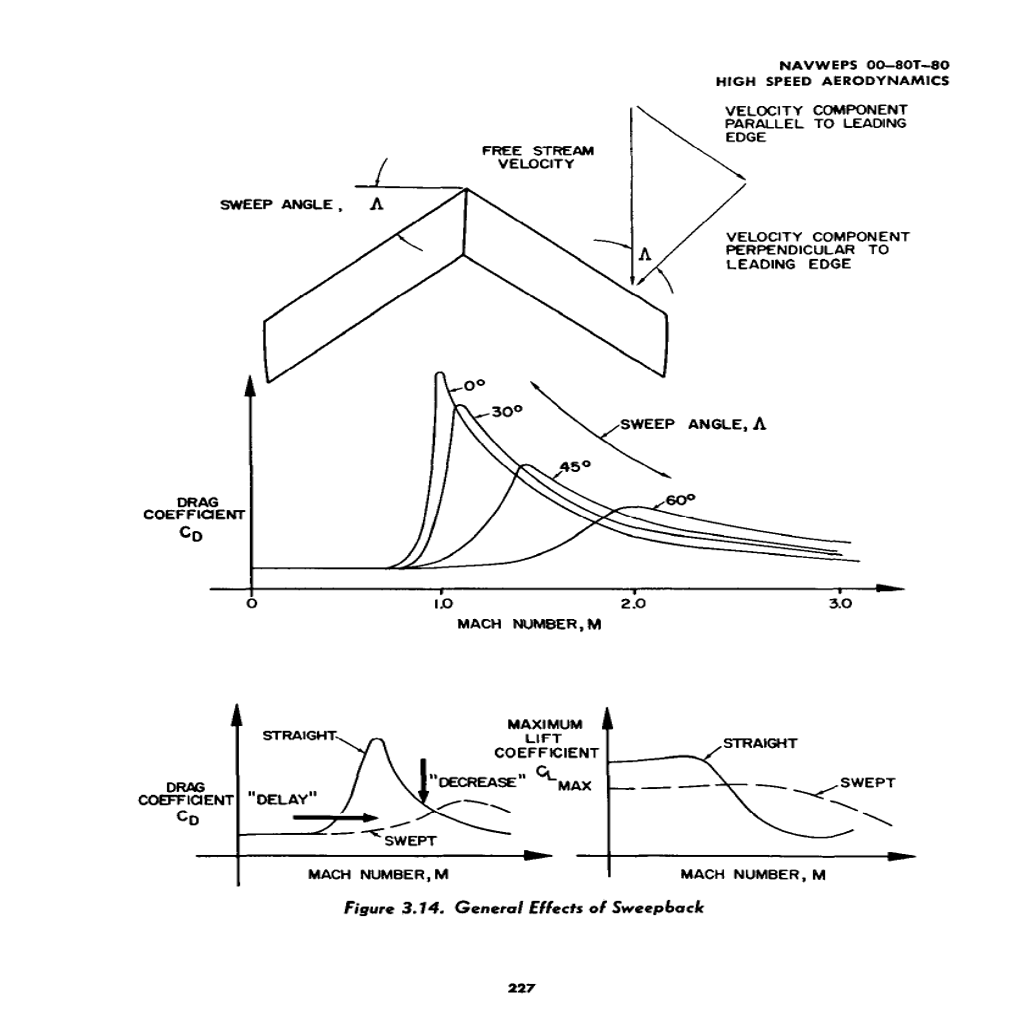 NAVWEPS 00–80T–80
HIGH SPEED AERODYNAMICS
VELOCITY COMPONENT
PARALLEL TO LEADING
EDGE
FREE STREAM
VELOCITY
SWEEP ANGLE, Λ
VELOCITY COMPONENT
PERPENDICULAR TO
LEADING EDGE
Λ
0°
30°
SWEEP ANGLE, Λ
45°
60°
DRAG
COEFFICIENT
CD
0 1.0 2.0 3.0
MACH NUMBER, M
STRAIGHT
"DECREASE"
DRAG
COEFFICIENT
CD
"DELAY"
SWEPT
MACH NUMBER, M
MAXIMUM
LIFT
COEFFICIENT
CL MAX
STRAIGHT
SWEPT
MACH NUMBER, M
Figure 3.14. General Effects of Sweepback
227